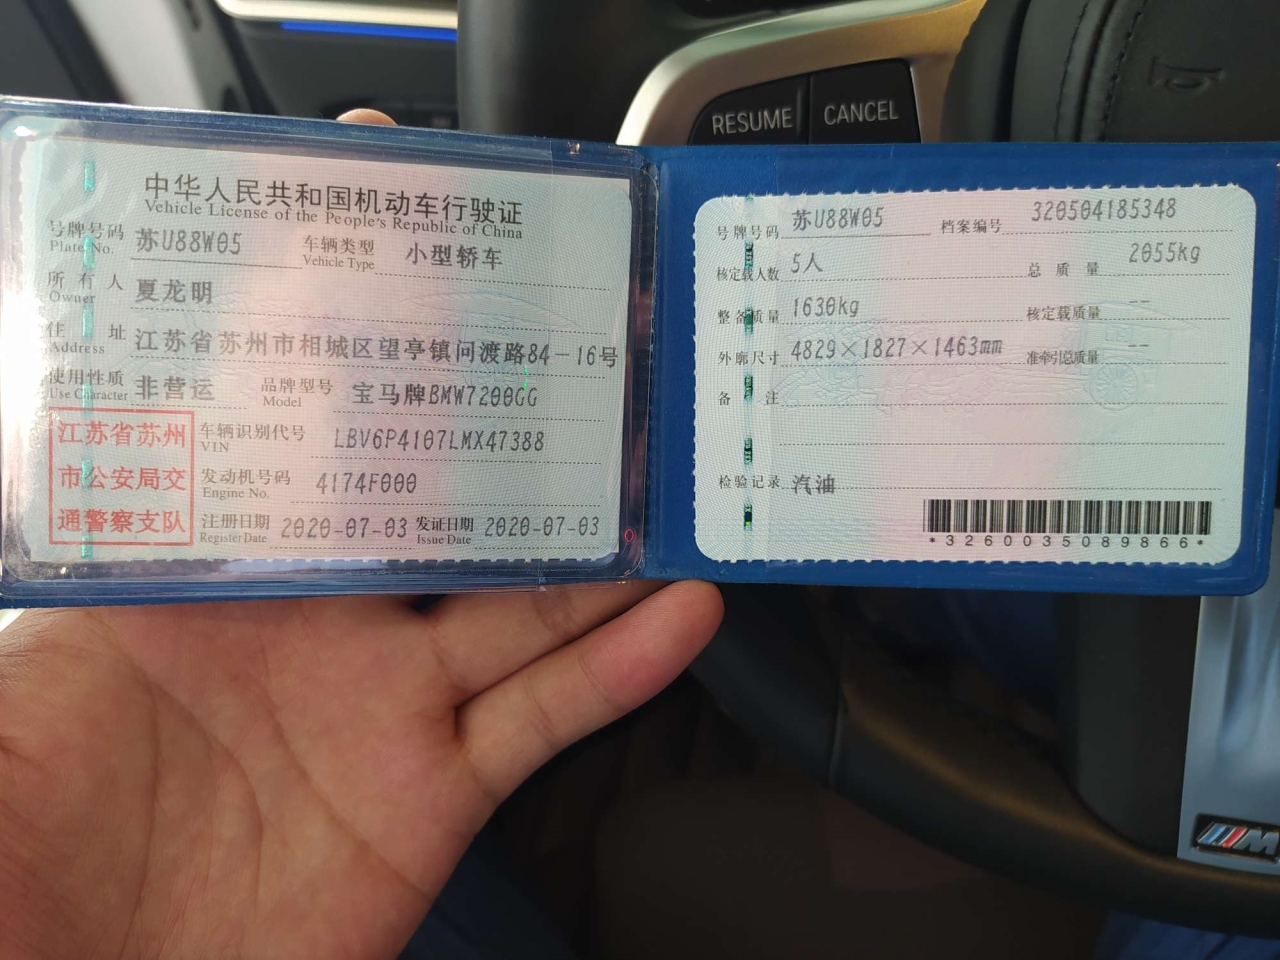 RESUME CANCEL
中华人民共和国机动车行驶证
Vehicle License of the People's Republic of China
号牌号码 苏U88W05 车辆类型 小型轿车
Plate No. Vehicle Type
所有人 夏龙明
Owner
住址 江苏省苏州市相城区望亭镇问渡路84-16号
Address
使用性质 非营运 品牌型号 宝马牌BMW7200GG
Use Character Model
江苏省苏州
市公安局交
通警察支队
车辆识别代号 LBV6P4107LMX47388
VIN
发动机号码 4174F000
Engine No.
注册日期 2020-07-03 发证日期 2020-07-03
Register Date Issue Date
号牌号码 苏U88W05 档案编号 320504185348
核定载人数 5人 总质量 2055kg
整备质量 1630kg 核定载质量 --
外廓尺寸 4829×1827×1463mm 准牵引总质量 --
备注
检验记录 汽油
*3260035089866*
M